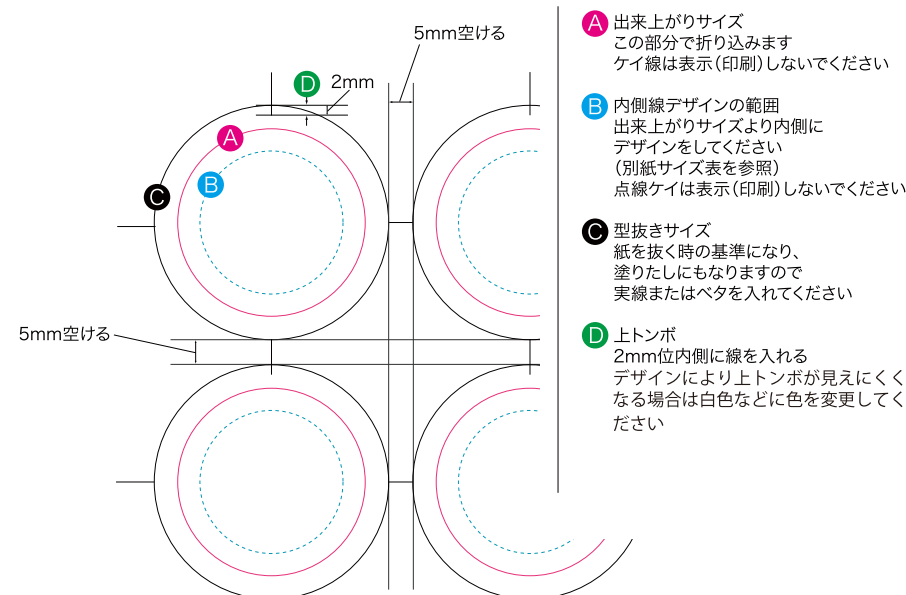 5mm空ける
D 2mm
A
B
C
5mm空ける
A 出来上がりサイズ
この部分で折り込みます
ケイ線は表示（印刷）しないでください
B 内側線デザインの範囲
出来上がりサイズより内側に
デザインをしてください
（別紙サイズ表を参照）
点線ケイは表示（印刷）しないでください
C 型抜きサイズ
紙を抜く時の基準になり、
塗りたしにもなりますので
実線またはベタを入れてください
D 上トンボ
2mm位内側に線を入れる
デザインにより上トンボが見えにくく
なる場合は白色などに色を変更してく
ださい